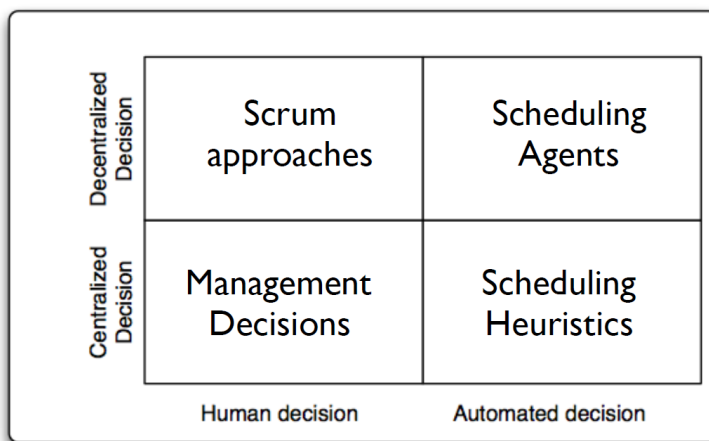 Decentralized
Decision
Scrum
approaches
Scheduling
Agents
Centralized
Decision
Management
Decisions
Scheduling
Heuristics
Human decision
Automated decision